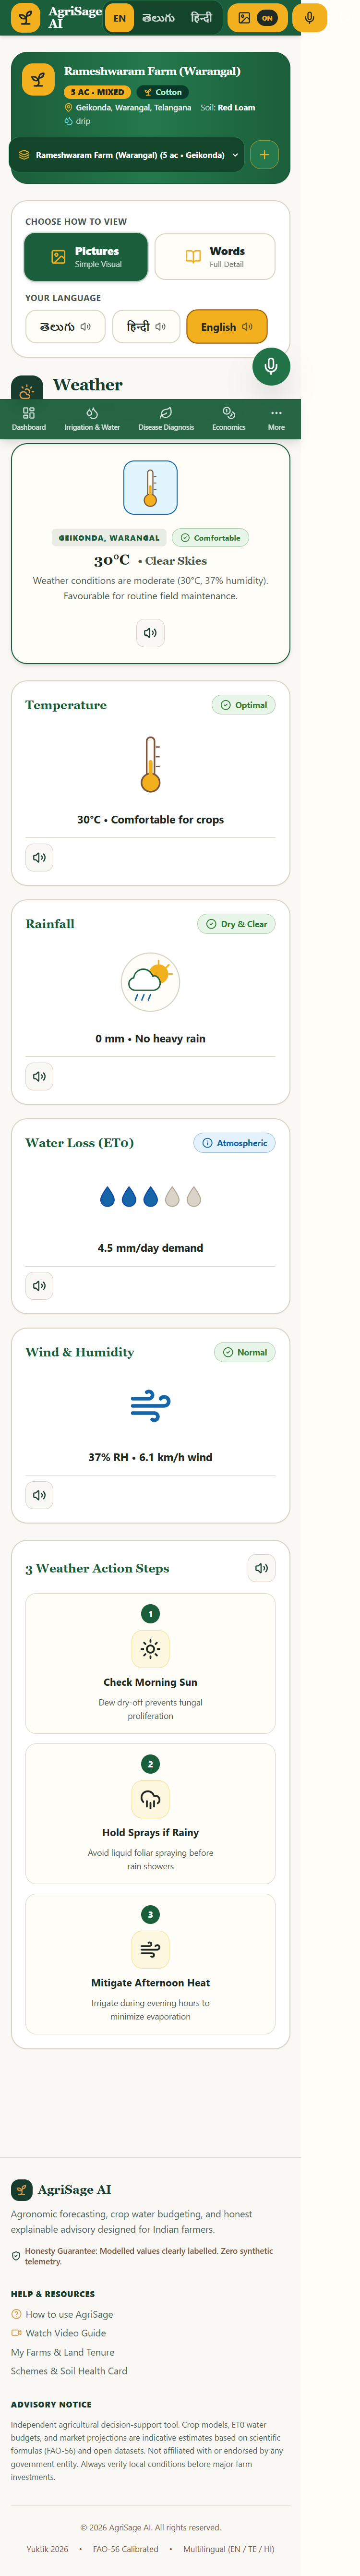 AgriSage AI
EN
తెలుగు
हिन्दी
ON
Rameshwaram Farm (Warangal)
5 AC • MIXED
Cotton
Geikonda, Warangal, Telangana Soil: Red Loam
drip
Rameshwaram Farm (Warangal) (5 ac • Geikonda)
CHOOSE HOW TO VIEW
Pictures
Simple Visual
Words
Full Detail
YOUR LANGUAGE
తెలుగు
हिन्दी
English
Weather
Dashboard
Irrigation & Water
Disease Diagnosis
Economics
More
GEIKONDA, WARANGAL
Comfortable
30°C • Clear Skies
Weather conditions are moderate (30°C, 37% humidity).
Favourable for routine field maintenance.
Temperature
Optimal
30°C • Comfortable for crops
Rainfall
Dry & Clear
0 mm • No heavy rain
Water Loss (ET0)
Atmospheric
4.5 mm/day demand
Wind & Humidity
Normal
37% RH • 6.1 km/h wind
3 Weather Action Steps
1
Check Morning Sun
Dew dry-off prevents fungal
proliferation
2
Hold Sprays if Rainy
Avoid liquid foliar spraying before
rain showers
3
Mitigate Afternoon Heat
Irrigate during evening hours to
minimize evaporation
AgriSage AI
Agronomic forecasting, crop water budgeting, and honest
explainable advisory designed for Indian farmers.
Honesty Guarantee: Modelled values clearly labelled. Zero synthetic
telemetry.
HELP & RESOURCES
How to use AgriSage
Watch Video Guide
My Farms & Land Tenure
Schemes & Soil Health Card
ADVISORY NOTICE
Independent agricultural decision-support tool. Crop models, ET0 water
budgets, and market projections are indicative estimates based on scientific
formulas (FAO-56) and open datasets. Not affiliated with or endorsed by any
government entity. Always verify local conditions before major farm
investments.
© 2026 AgriSage AI. All rights reserved.
Yuktik 2026 • FAO-56 Calibrated • Multilingual (EN / TE / HI)